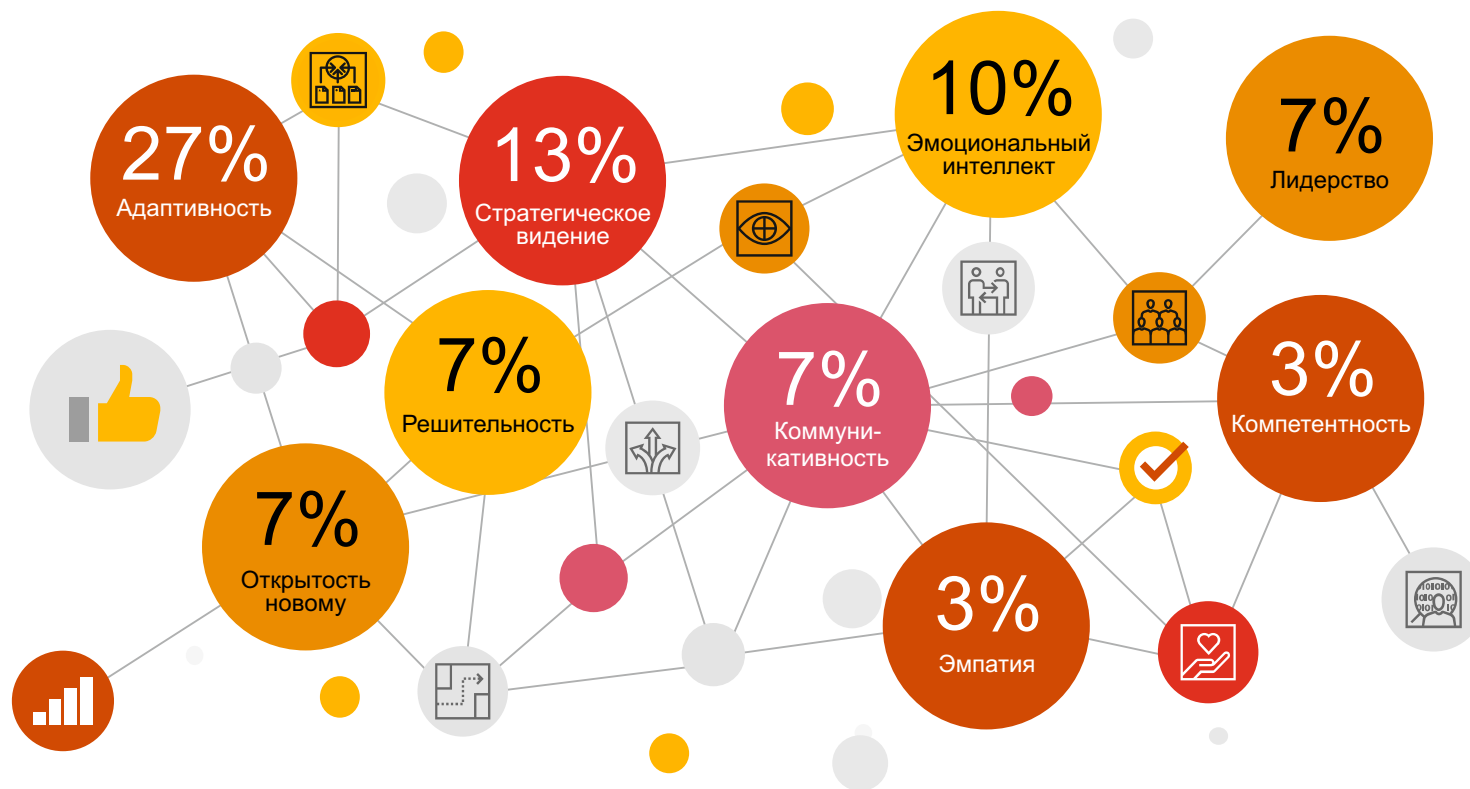 27%
Адаптивность
13%
Стратегическое
видение
10%
Эмоциональный
интеллект
7%
Лидерство
7%
Решительность
7%
Коммуни-
кативность
3%
Компетентность
7%
Открытость
новому
3%
Эмпатия